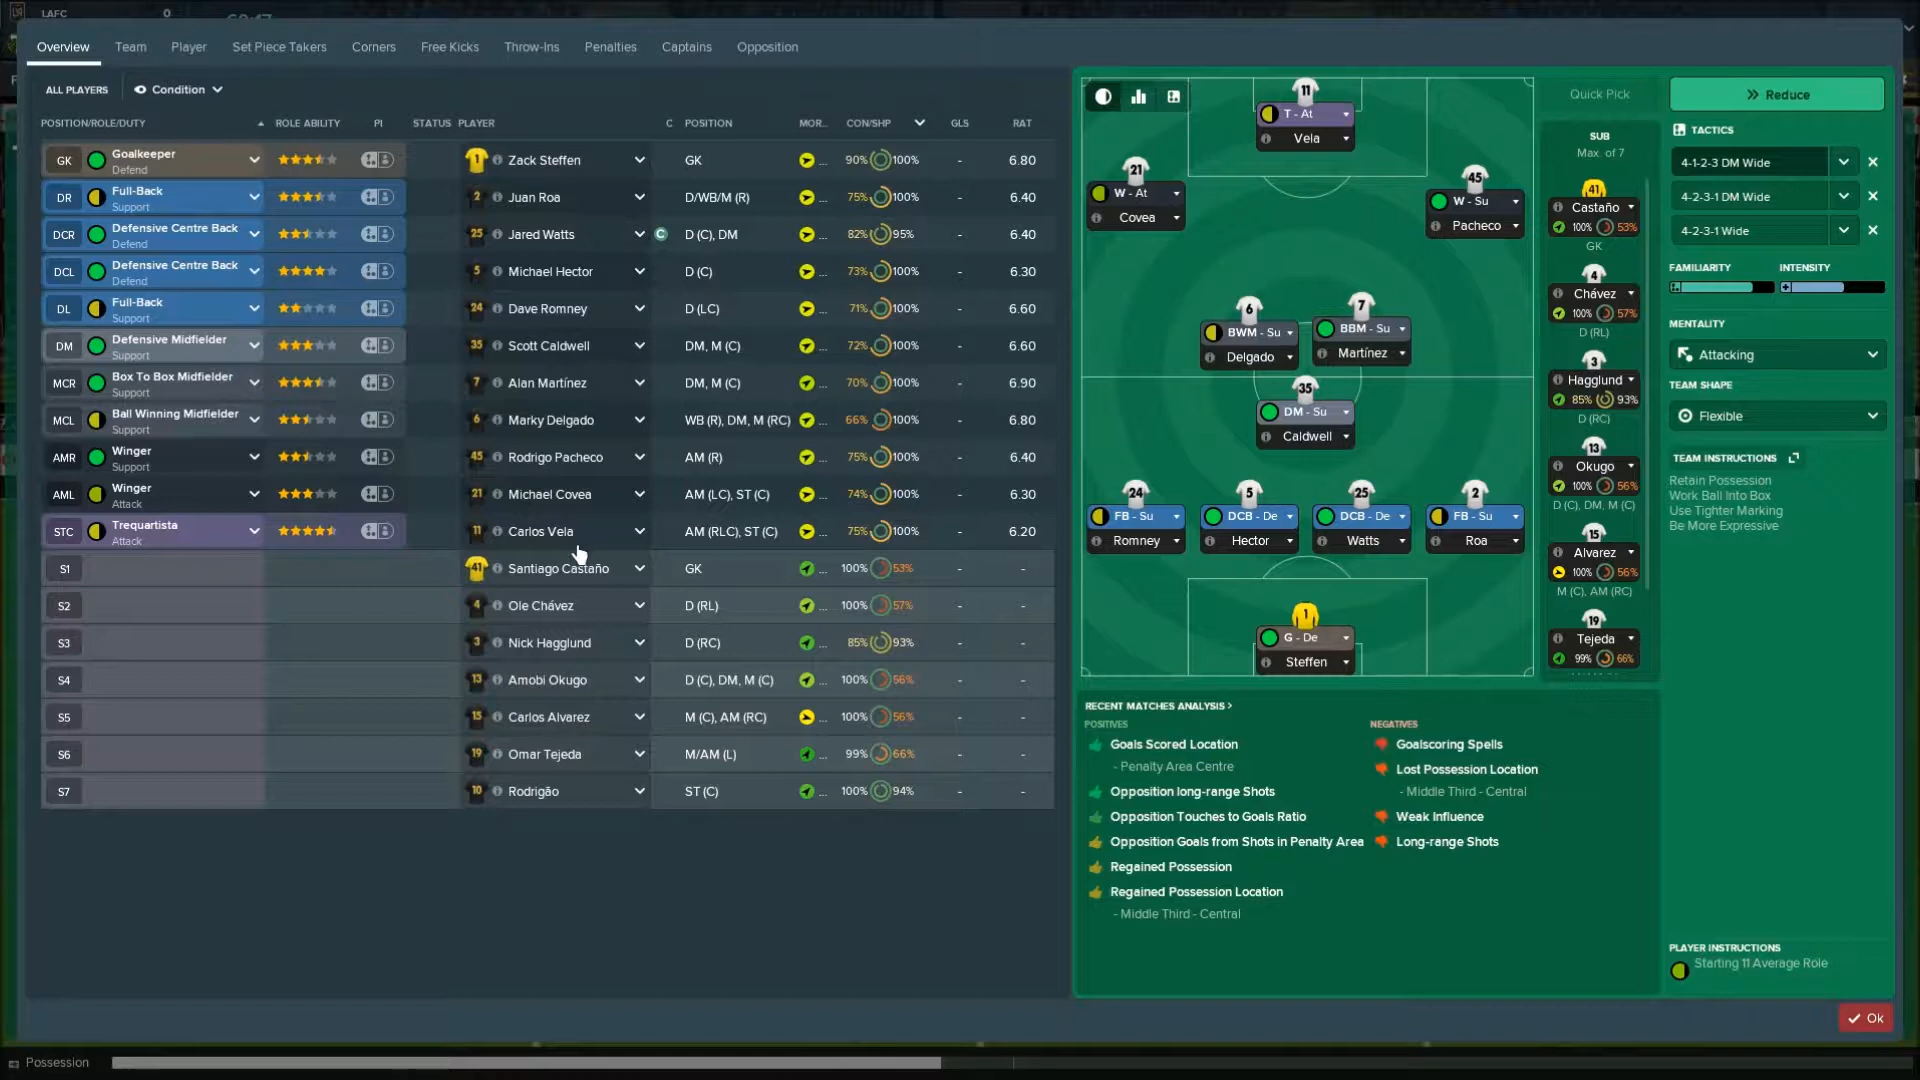 LAFC 0
Overview Team Player Set Piece Takers Corners Free Kicks Throw-Ins Penalties Captains Opposition
ALL PLAYERS Condition
POSITION/ROLE/DUTY ROLE ABILITY PI STATUS PLAYER C POSITION MOR... CON/SHP GLS RAT
GK Goalkeeper Defend 1 Zack Steffen GK ... 90% 100% - 6.80
DR Full-Back Support 2 Juan Roa D/WB/M (R) ... 75% 100% - 6.40
DCR Defensive Centre Back Defend 25 Jared Watts C D (C), DM ... 82% 95% - 6.40
DCL Defensive Centre Back Defend 5 Michael Hector D (C) ... 73% 100% - 6.30
DL Full-Back Support 24 Dave Romney D (LC) ... 71% 100% - 6.60
DM Defensive Midfielder Support 35 Scott Caldwell DM, M (C) ... 72% 100% - 6.60
MCR Box To Box Midfielder Support 7 Alan Martínez DM, M (C) ... 70% 100% - 6.90
MCL Ball Winning Midfielder Support 6 Marky Delgado WB (R), DM, M (RC) ... 66% 100% - 6.80
AMR Winger Support 45 Rodrigo Pacheco AM (R) ... 75% 100% - 6.40
AML Winger Attack 21 Michael Covea AM (LC), ST (C) ... 74% 100% - 6.30
STC Trequartista Attack 11 Carlos Vela AM (RLC), ST (C) ... 75% 100% - 6.20
S1 41 Santiago Castaño GK ... 100% 53% - -
S2 4 Ole Chávez D (RL) ... 100% 57% - -
S3 3 Nick Hagglund D (RC) ... 85% 93% - -
S4 13 Amobi Okugo D (C), DM, M (C) ... 100% 56% - -
S5 15 Carlos Alvarez M (C), AM (RC) ... 100% 56% - -
S6 19 Omar Tejeda M/AM (L) ... 99% 66% - -
S7 10 Rodrigão ST (C) ... 100% 94% - -
11
T - At
Vela
21
W - At
Covea
45
W - Su
Pacheco
6
BWM - Su
Delgado
7
BBM - Su
Martínez
35
DM - Su
Caldwell
24 5 25 2
FB - Su DCB - De DCB - De FB - Su
Romney Hector Watts Roa
1
G - De
Steffen
Quick Pick
SUB
Max. of 7
41
Castaño
100% 53%
GK
4
Chávez
100% 57%
D (RL)
3
Hagglund
85% 93%
D (RC)
13
Okugo
100% 56%
D (C), DM, M (C)
15
Alvarez
100% 56%
M (C), AM (RC)
19
Tejeda
99% 66%
Reduce
TACTICS
4-1-2-3 DM Wide
4-2-3-1 DM Wide
4-2-3-1 Wide
FAMILIARITY INTENSITY
MENTALITY
Attacking
TEAM SHAPE
Flexible
TEAM INSTRUCTIONS
Retain Possession
Work Ball Into Box
Use Tighter Marking
Be More Expressive
PLAYER INSTRUCTIONS
Starting 11 Average Role
RECENT MATCHES ANALYSIS >
POSITIVES
Goals Scored Location
- Penalty Area Centre
Opposition long-range Shots
Opposition Touches to Goals Ratio
Opposition Goals from Shots in Penalty Area
Regained Possession
Regained Possession Location
- Middle Third - Central
NEGATIVES
Goalscoring Spells
Lost Possession Location
- Middle Third - Central
Weak Influence
Long-range Shots
Ok
Possession